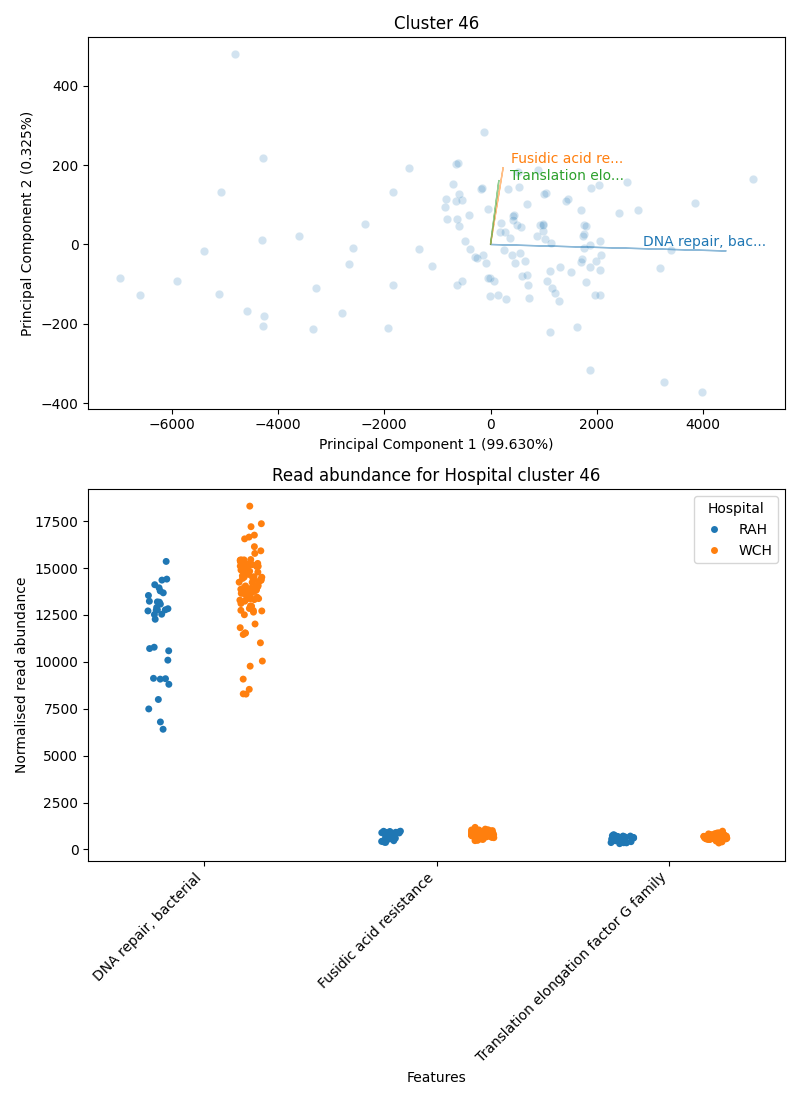 Cluster 46
Principal Component 2 (0.325%)
400
200
0
−200
−400
Fusidic acid re...
Translation elo...
DNA repair, bac...
−6000
−4000
−2000
0
2000
4000
Principal Component 1 (99.630%)
Read abundance for Hospital cluster 46
Normalised read abundance
17500
15000
12500
10000
7500
5000
2500
0
Hospital
RAH
WCH
DNA repair, bacterial
Fusidic acid resistance
Translation elongation factor G family
Features